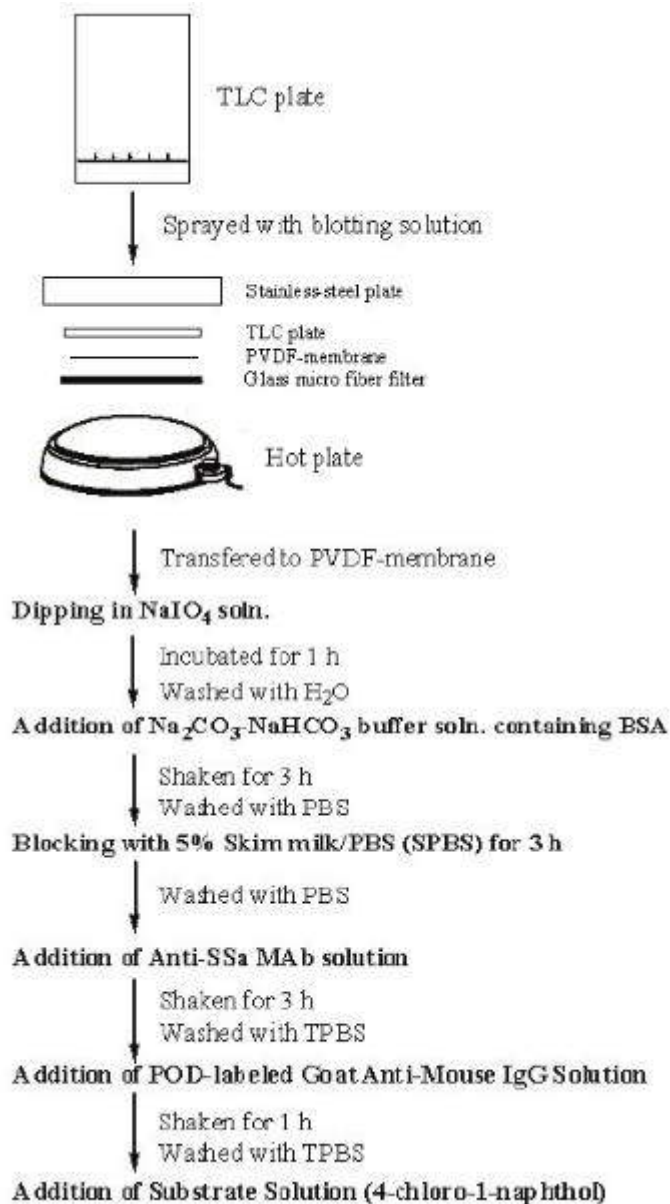 TLC plate
Sprayed with blotting solution
Stainless-steel plate
TLC plate
PVDF-membrane
Glass micro fiber filter
Hot plate
Transfered to PVDF-membrane
Dipping in NaIO₄ soln.
Incubated for 1 h
Washed with H₂O
Addition of Na₂CO₃-NaHCO₃ buffer soln. containing BSA
Shaken for 3 h
Washed with PBS
Blocking with 5% Skim milk/PBS (SPBS) for 3 h
Washed with PBS
Addition of Anti-SSa MAb solution
Shaken for 3 h
Washed with TPBS
Addition of POD-labeled Goat Anti-Mouse IgG Solution
Shaken for 1 h
Washed with TPBS
Addition of Substrate Solution (4-chloro-1-naphthol)